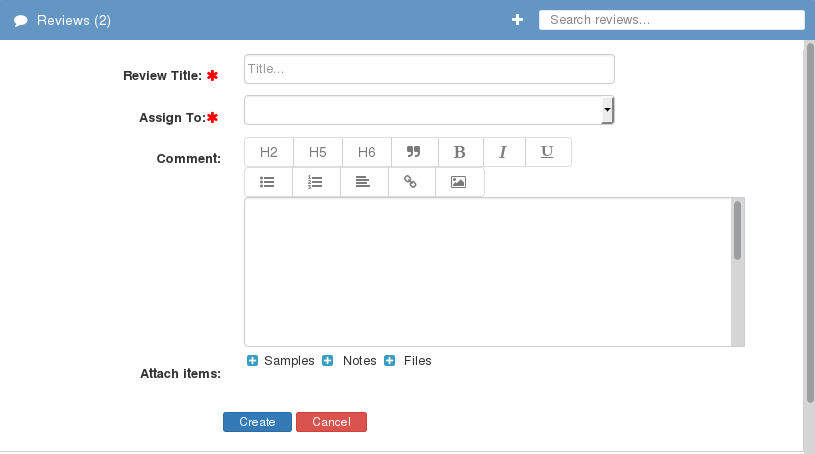 Reviews (2) Search reviews...
Review Title: Title...
Assign To:
Comment: H2 H5 H6 B I U
Attach items: Samples Notes Files
Create Cancel